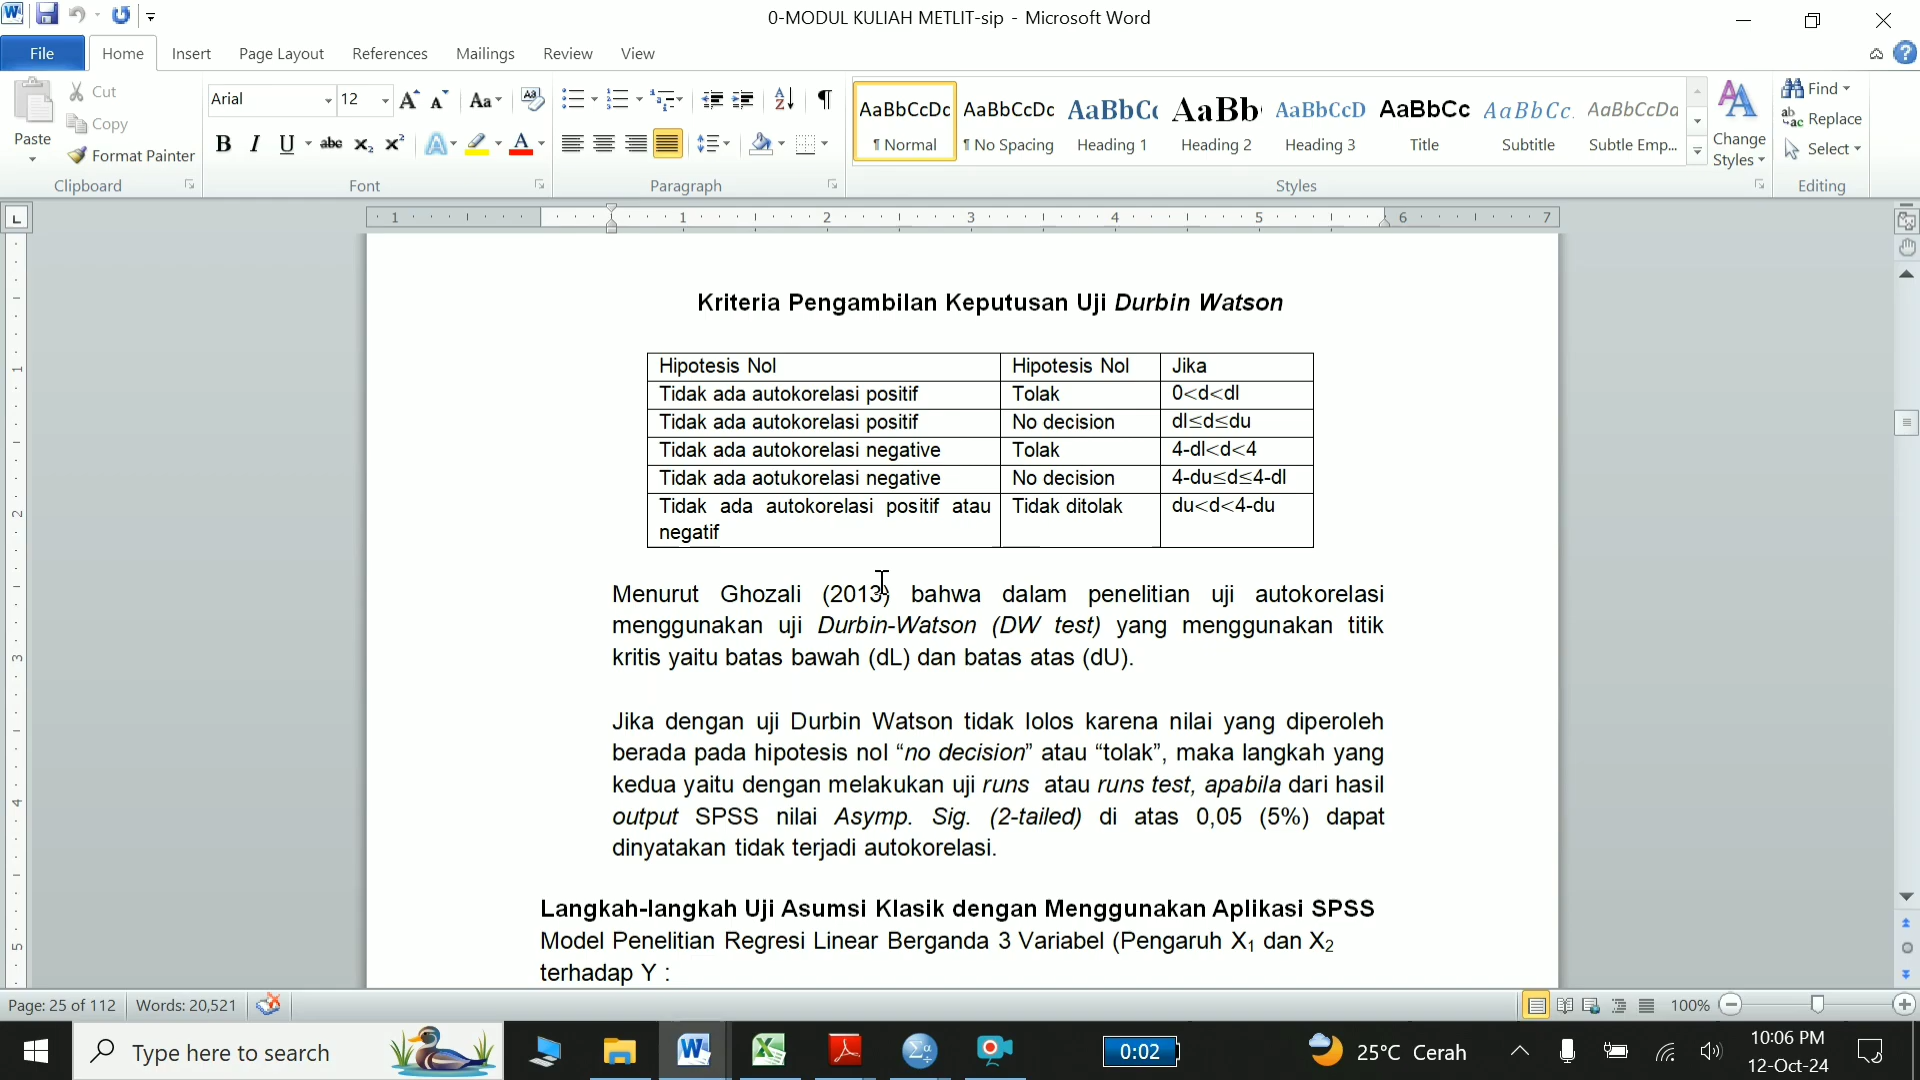 0-MODUL KULIAH METLIT-sip - Microsoft Word
File Home Insert Page Layout References Mailings Review View
Paste
Cut
Copy
Format Painter
Clipboard
Arial 12
Font
Paragraph
AaBbCcDc AaBbCcDc AaBbCc AaBb AaBbCcD AaBbCc AaBbCc. AaBbCcDa
¶ Normal ¶ No Spacing Heading 1 Heading 2 Heading 3 Title Subtitle Subtle Emp...
Styles
Change
Styles
Find
Replace
Select
Editing
1 1 2 3 4 5 6 7
Kriteria Pengambilan Keputusan Uji Durbin Watson
Hipotesis Nol Hipotesis Nol Jika
Tidak ada autokorelasi positif Tolak 0<d<dl
Tidak ada autokorelasi positif No decision dl≤d≤du
Tidak ada autokorelasi negative Tolak 4-dl<d<4
Tidak ada aotukorelasi negative No decision 4-du≤d≤4-dl
Tidak ada autokorelasi positif atau Tidak ditolak du<d<4-du
negatif
Menurut Ghozali (2013) bahwa dalam penelitian uji autokorelasi
menggunakan uji Durbin-Watson (DW test) yang menggunakan titik
kritis yaitu batas bawah (dL) dan batas atas (dU).
Jika dengan uji Durbin Watson tidak lolos karena nilai yang diperoleh
berada pada hipotesis nol “no decision” atau “tolak”, maka langkah yang
kedua yaitu dengan melakukan uji runs atau runs test, apabila dari hasil
output SPSS nilai Asymp. Sig. (2-tailed) di atas 0,05 (5%) dapat
dinyatakan tidak terjadi autokorelasi.
Langkah-langkah Uji Asumsi Klasik dengan Menggunakan Aplikasi SPSS
Model Penelitian Regresi Linear Berganda 3 Variabel (Pengaruh X₁ dan X₂
terhadap Y :
Page: 25 of 112 Words: 20,521 100%
Type here to search 0:02 25°C Cerah 10:06 PM
12-Oct-24